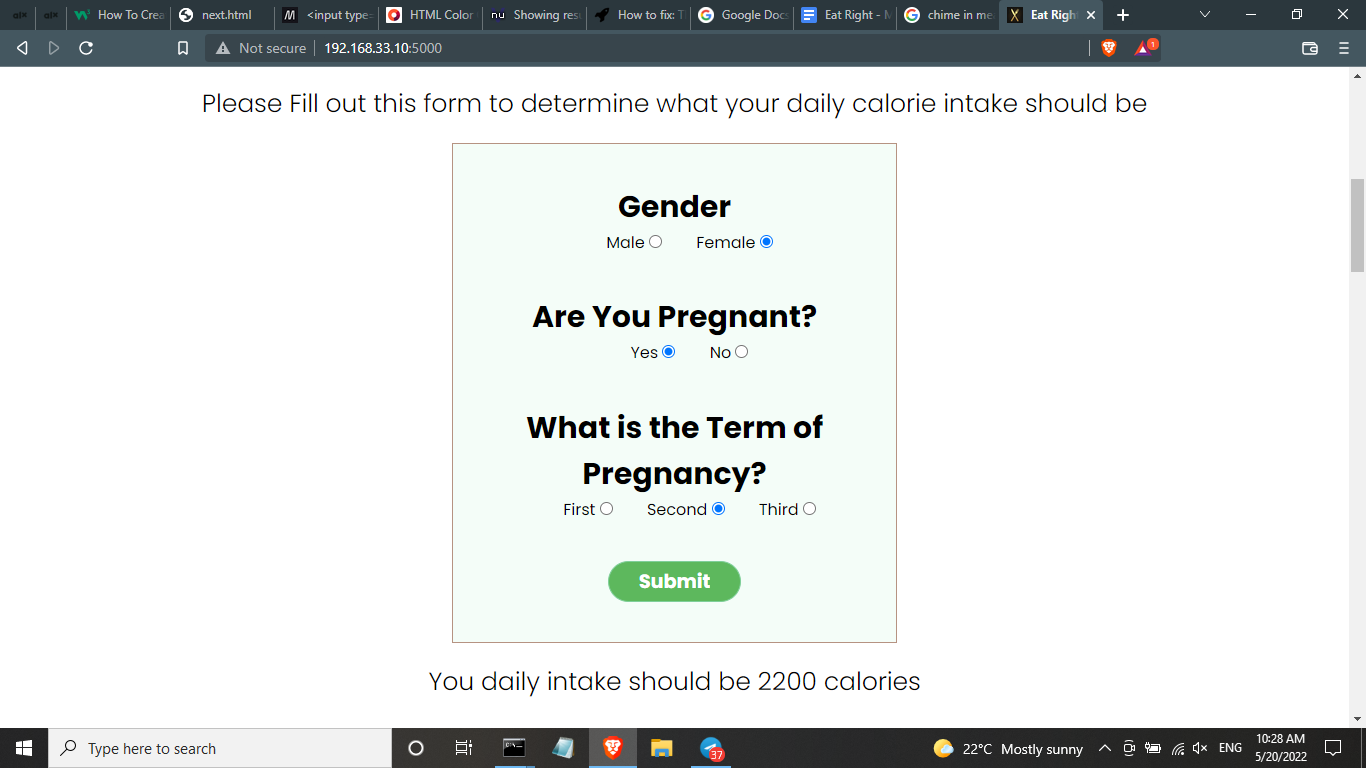 How To Crea
next.html
<input type=
HTML Color
nu Showing res
How to fix: T
Google Docs
Eat Right - M
chime in me
Eat Righ
Not secure 192.168.33.10:5000
1
Please Fill out this form to determine what your daily calorie intake should be
Gender
Male Female
Are You Pregnant?
Yes No
What is the Term of
Pregnancy?
First Second Third
Submit
You daily intake should be 2200 calories
Type here to search
37
22°C Mostly sunny
ENG
10:28 AM
5/20/2022